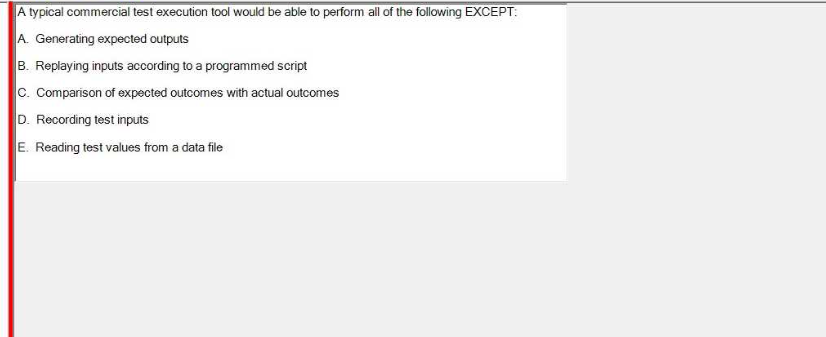 A typical commercial test execution tool would be able to perform all of the following EXCEPT:
A. Generating expected outputs
B. Replaying inputs according to a programmed script
C. Comparison of expected outcomes with actual outcomes
D. Recording test inputs
E. Reading test values from a data file